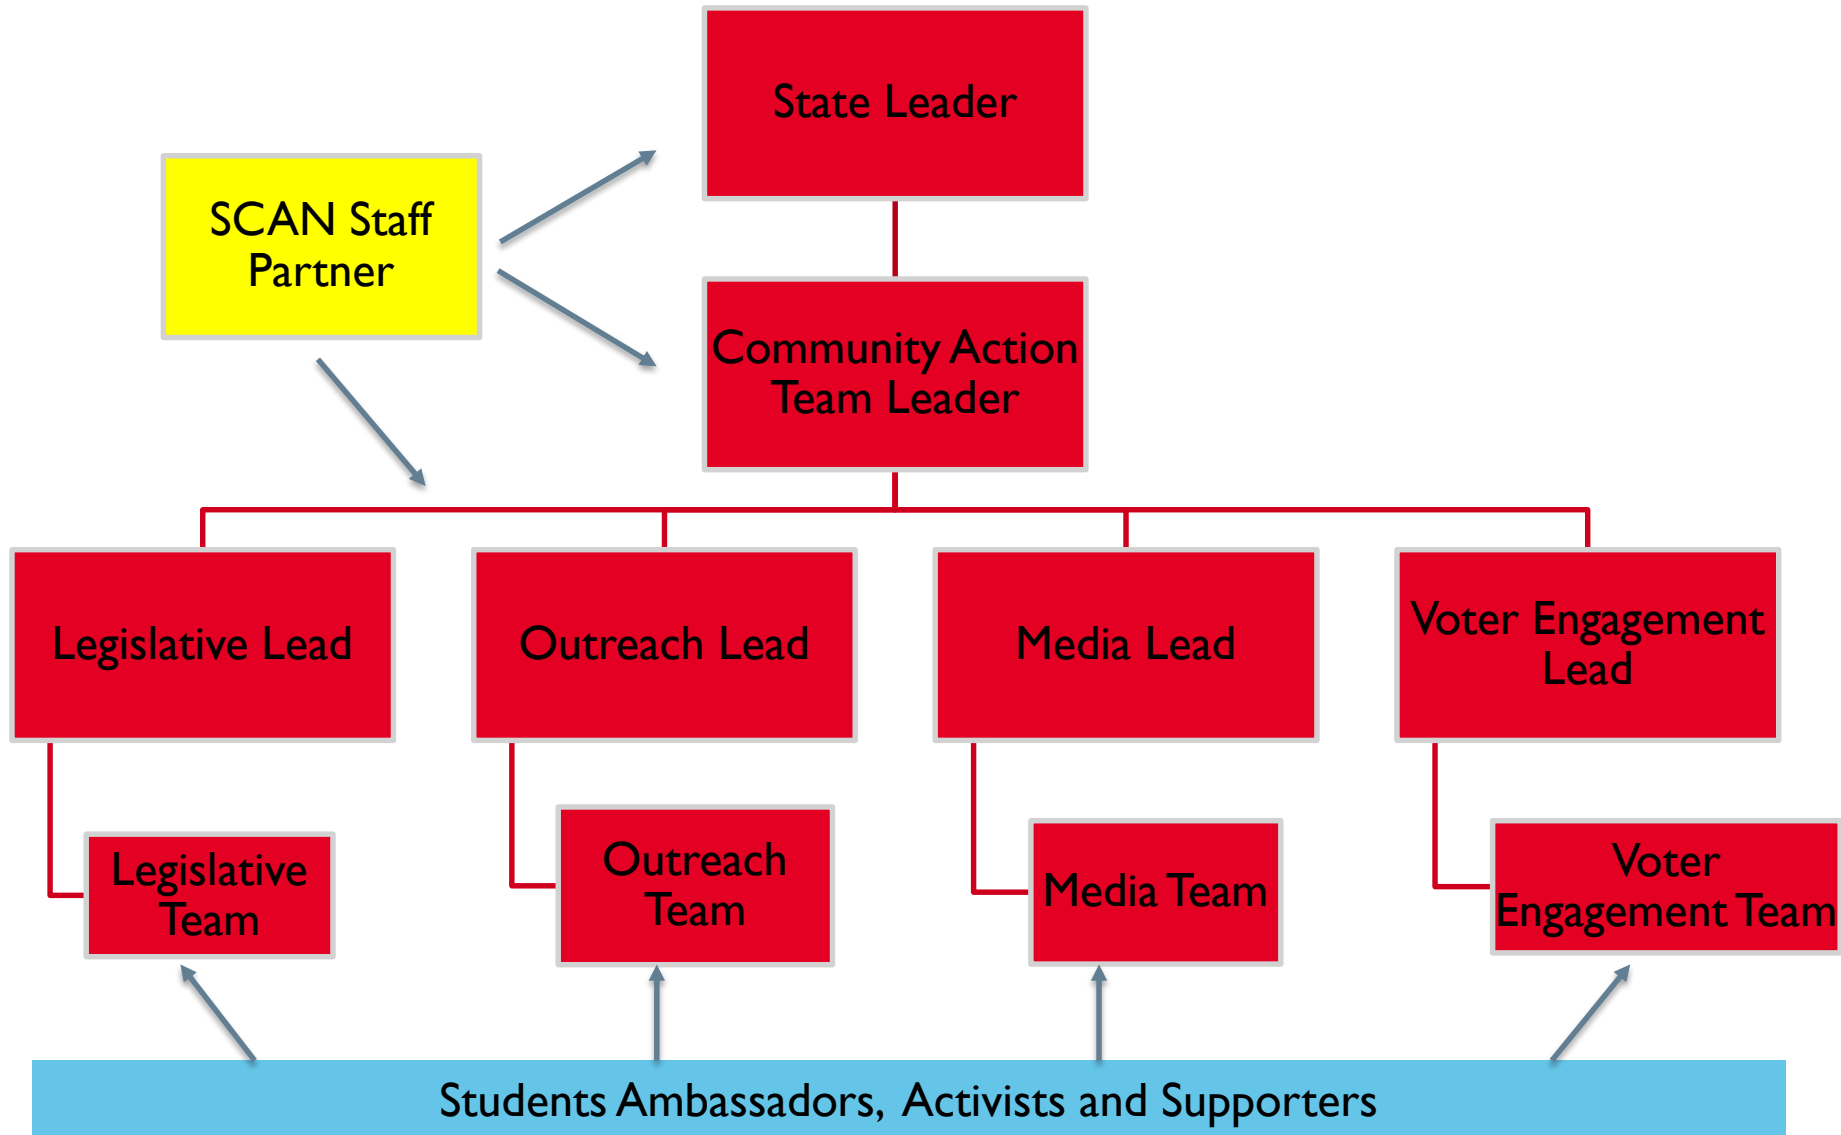 State Leader
SCAN Staff
Partner
Community Action
Team Leader
Legislative Lead
Outreach Lead
Media Lead
Voter Engagement
Lead
Legislative
Team
Outreach
Team
Media Team
Voter
Engagement Team
Students Ambassadors, Activists and Supporters